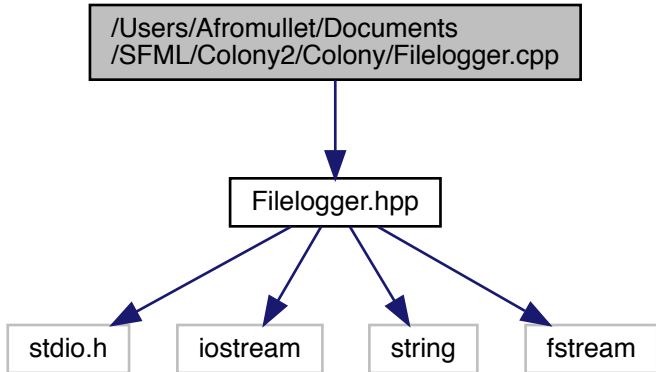 /Users/Afromullet/Documents
/SFML/Colony2/Colony/Filelogger.cpp
Filelogger.hpp
stdio.h
iostream
string
fstream